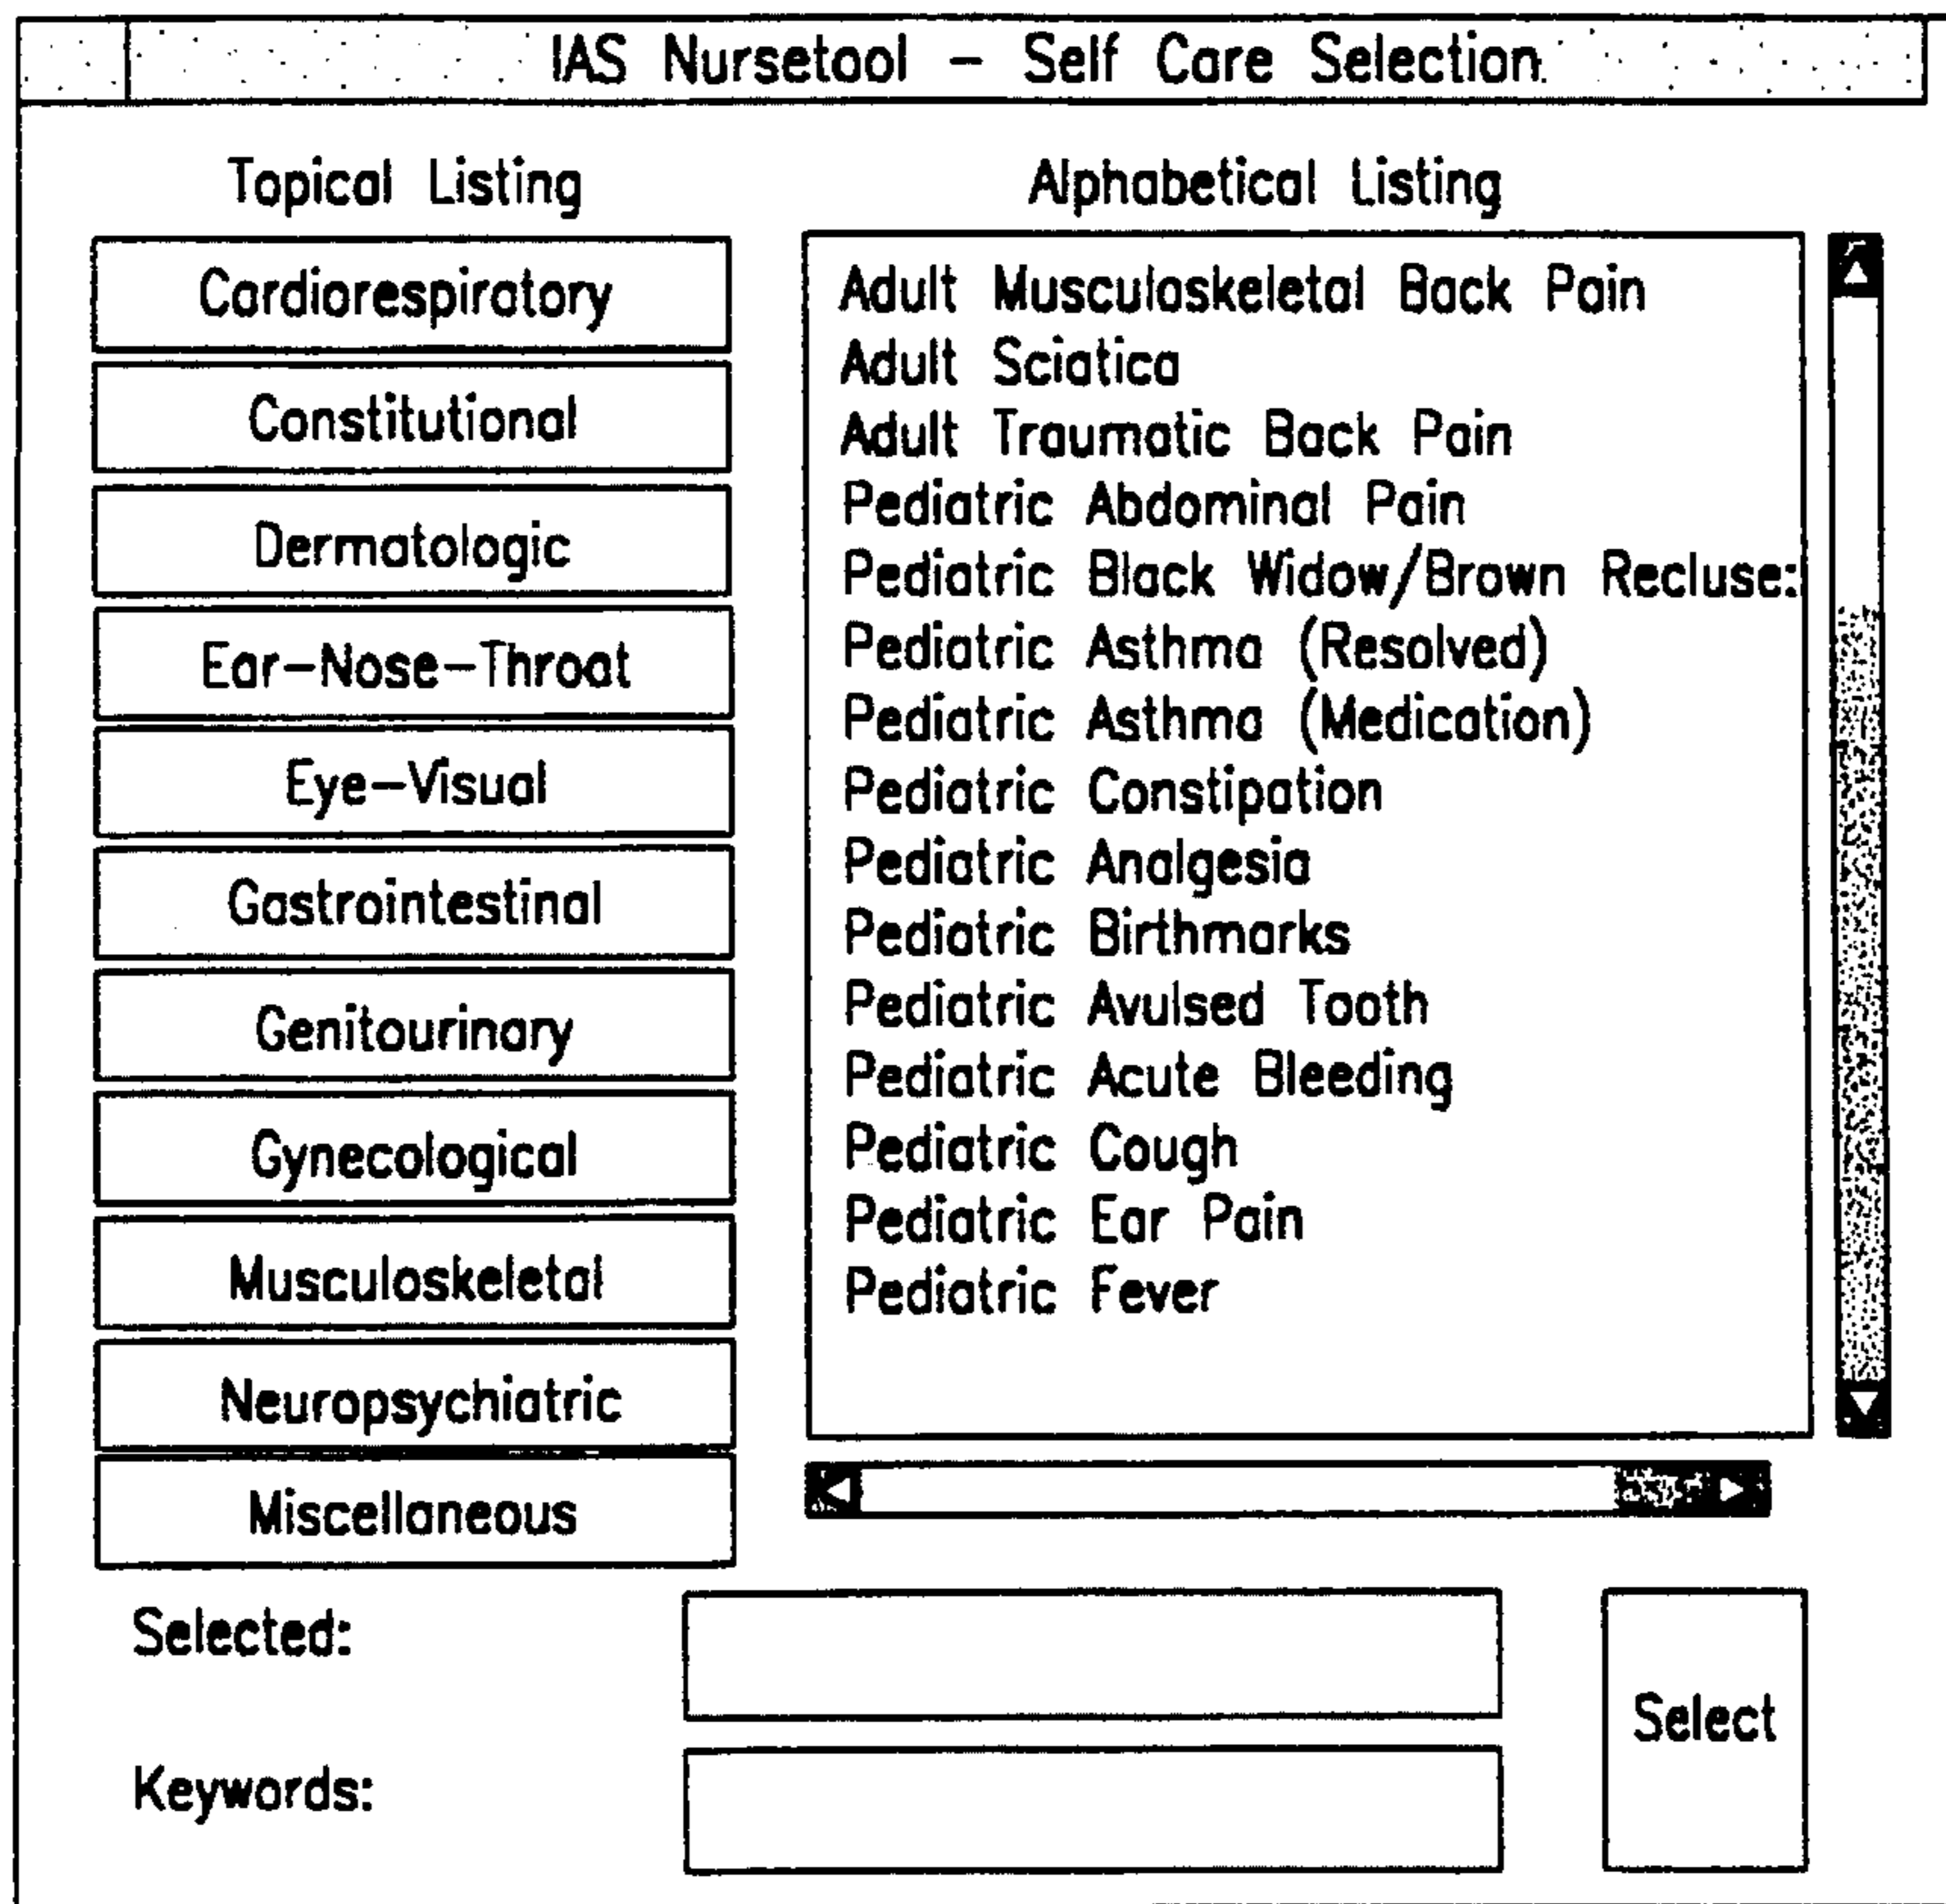 IAS Nursetool – Self Care Selection
Topical Listing
Cardiorespiratory
Constitutional
Dermatologic
Ear–Nose–Throat
Eye–Visual
Gastrointestinal
Genitourinary
Gynecological
Musculoskeletal
Neuropsychiatric
Miscellaneous
Alphabetical Listing
Adult Musculoskeletal Back Pain
Adult Sciatica
Adult Traumatic Back Pain
Pediatric Abdominal Pain
Pediatric Black Widow/Brown Recluse:
Pediatric Asthma (Resolved)
Pediatric Asthma (Medication)
Pediatric Constipation
Pediatric Analgesia
Pediatric Birthmarks
Pediatric Avulsed Tooth
Pediatric Acute Bleeding
Pediatric Cough
Pediatric Ear Pain
Pediatric Fever
Selected:
Keywords:
Select